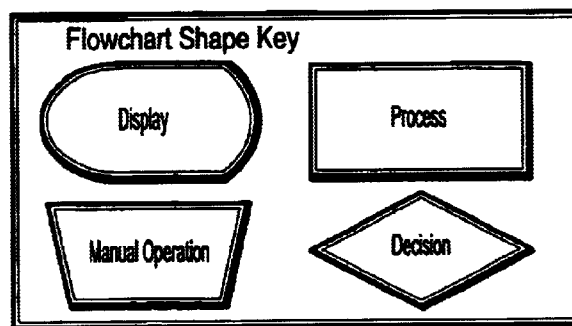 Flowchart Shape Key
Display
Process
Manual Operation
Decision